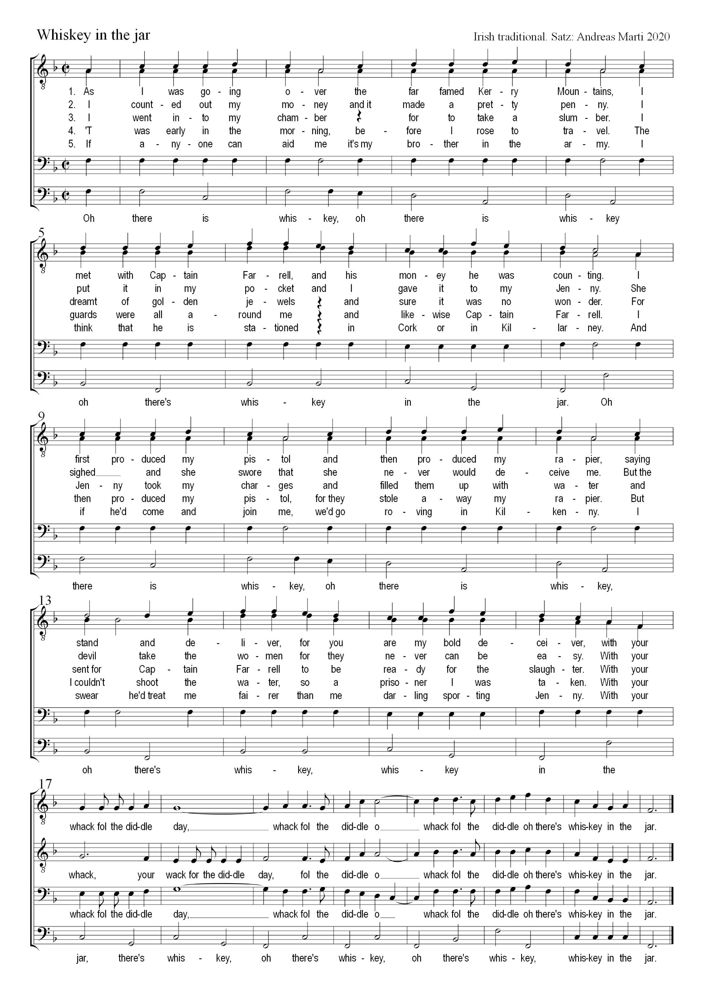 Whiskey in the jar
Irish traditional. Satz: Andreas Marti 2020
1. As I was go - ing o - ver the far famed Ker - ry Moun - tains, I
2. I count - ed out my mo - ney and it made a pret - ty pen - ny. I
3. I went in - to my cham - ber for to take a slum - ber. I
4. 'T was early in the mor - ning, be - fore I rose to tra - vel. The
5. If a - ny - one can aid me it's my bro - ther in the ar - my. I
Oh there is whis - key, oh there is whis - key
5
met with Cap - tain Far - rell, and his mon - ey he was coun - ting. I
put it in my po - cket and I gave it to my Jen - ny. She
dreamt of gol - den je - wels and sure it was no won - der. For
guards were all a - round me and like - wise Cap - tain Far - rell. I
think that he is sta - tioned in Cork or in Kil - lar - ney. And
oh there's whis - key in the jar. Oh
9
first pro - duced my pis - tol and then pro - duced my ra - pier, saying
sighed and she swore that she ne - ver would de - ceive me. But the
Jen - ny took my char - ges and filled them up with wa - ter and
then pro - duced my pis - tol, for they stole a - way my ra - pier. But
if he'd come and join me, we'd go ro - ving in Kil - ken - ny. I
there is whis - key, oh there is whis - key,
13
stand and de - li - ver, for you are my bold de - cei - ver, with your
devil take the wo - men for they ne - ver can be ea - sy. With your
sent for Cap - tain Far - rell to be rea - dy for the slaugh - ter. With your
I couldn't shoot the wa - ter, so a priso - ner I was ta - ken. With your
swear he'd treat me fai - rer than me dar - ling spor - ting Jen - ny. With your
oh there's whis - key, whis - key in the
17
whack fol the did-dle day, whack fol the did-dle o whack fol the did-dle oh there's whis-key in the jar.
whack, your wack for the did-dle day, fol the did-dle o whack fol the did-dle oh there's whis-key in the jar.
whack fol the did-dle day, whack fol the did-dle o whack fol the did-dle oh there's whis-key in the jar.
jar, there's whis - key, oh there's whis - key, oh there's whis - key, whis-key in the jar.